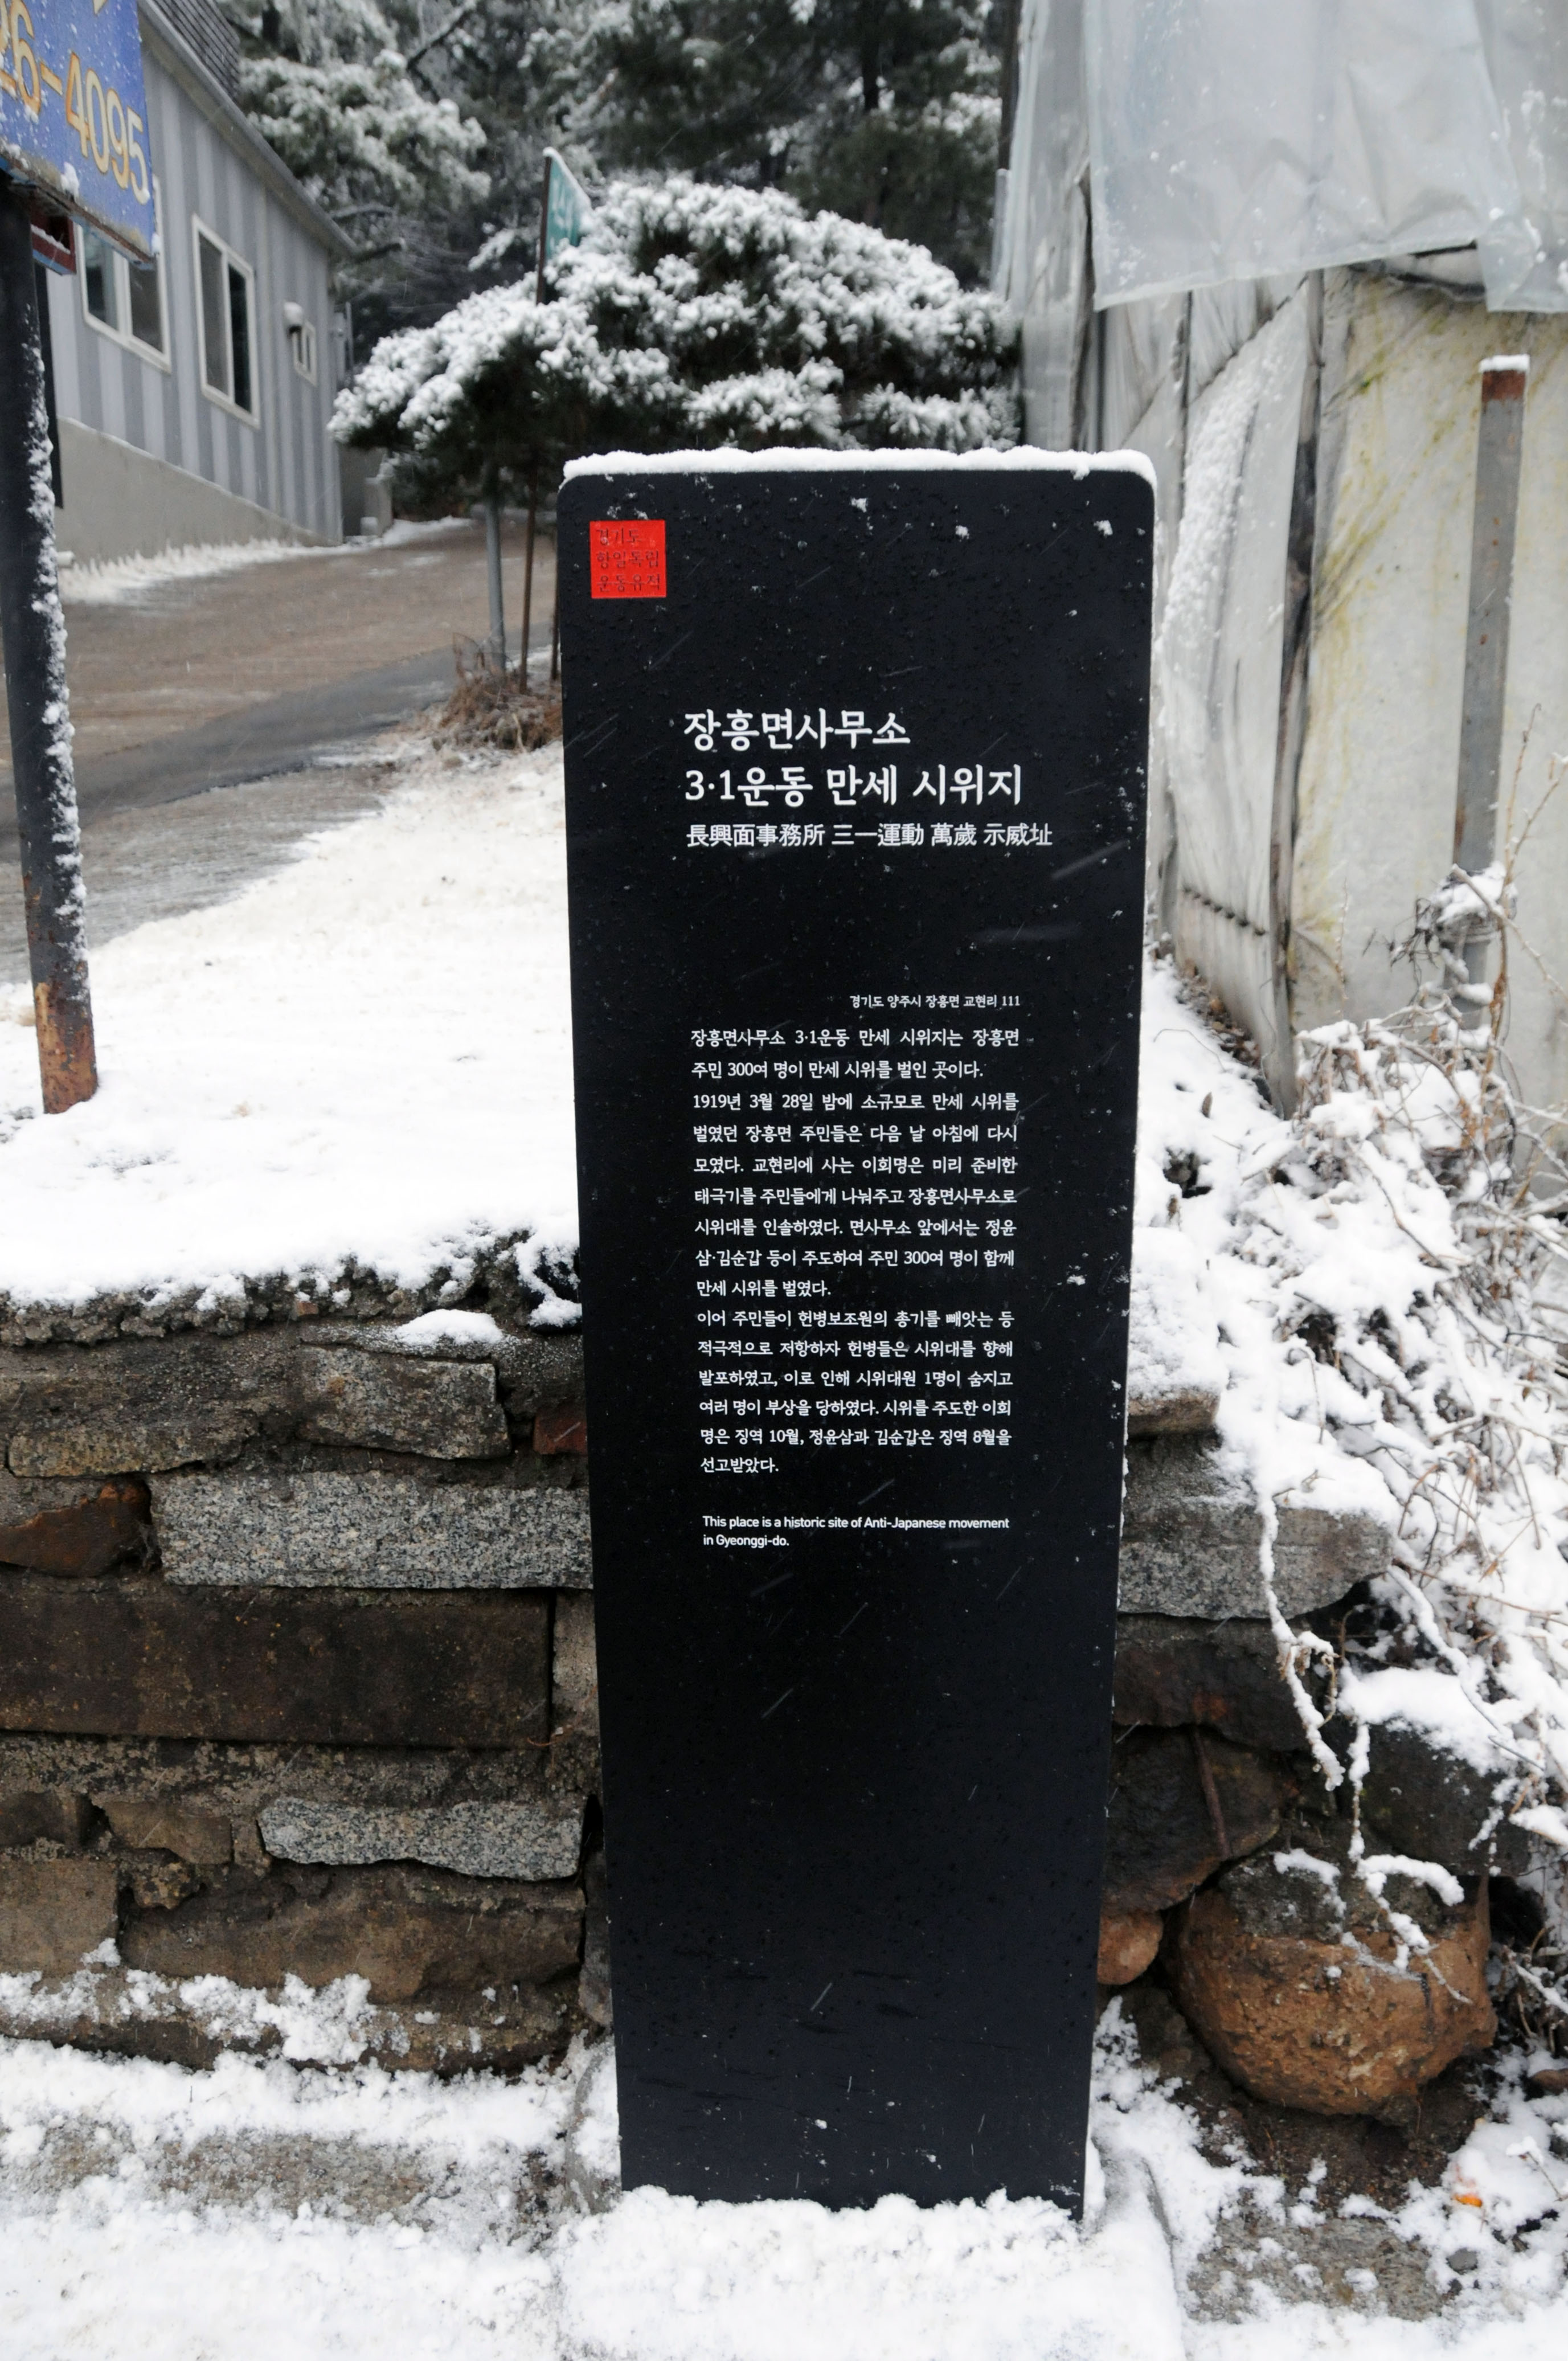 26-4095
경기도
항일독립
운동유적
장흥면사무소
3·1운동 만세 시위지
長興面事務所 三一運動 萬歲 示威址
경기도 양주시 장흥면 교현리 111
장흥면사무소 3·1운동 만세 시위지는 장흥면
주민 300여 명이 만세 시위를 벌인 곳이다.
1919년 3월 28일 밤에 소규모로 만세 시위를
벌였던 장흥면 주민들은 다음 날 아침에 다시
모였다. 교현리에 사는 이회명은 미리 준비한
태극기를 주민들에게 나눠주고 장흥면사무소로
시위대를 인솔하였다. 면사무소 앞에서는 정윤
삼·김순갑 등이 주도하여 주민 300여 명이 함께
만세 시위를 벌였다.
이어 주민들이 헌병보조원의 총기를 빼앗는 등
적극적으로 저항하자 헌병들은 시위대를 향해
발포하였고, 이로 인해 시위대원 1명이 숨지고
여러 명이 부상을 당하였다. 시위를 주도한 이회
명은 징역 10월, 정윤삼과 김순갑은 징역 8월을
선고받았다.
This place is a historic site of Anti-Japanese movement
in Gyeonggi-do.